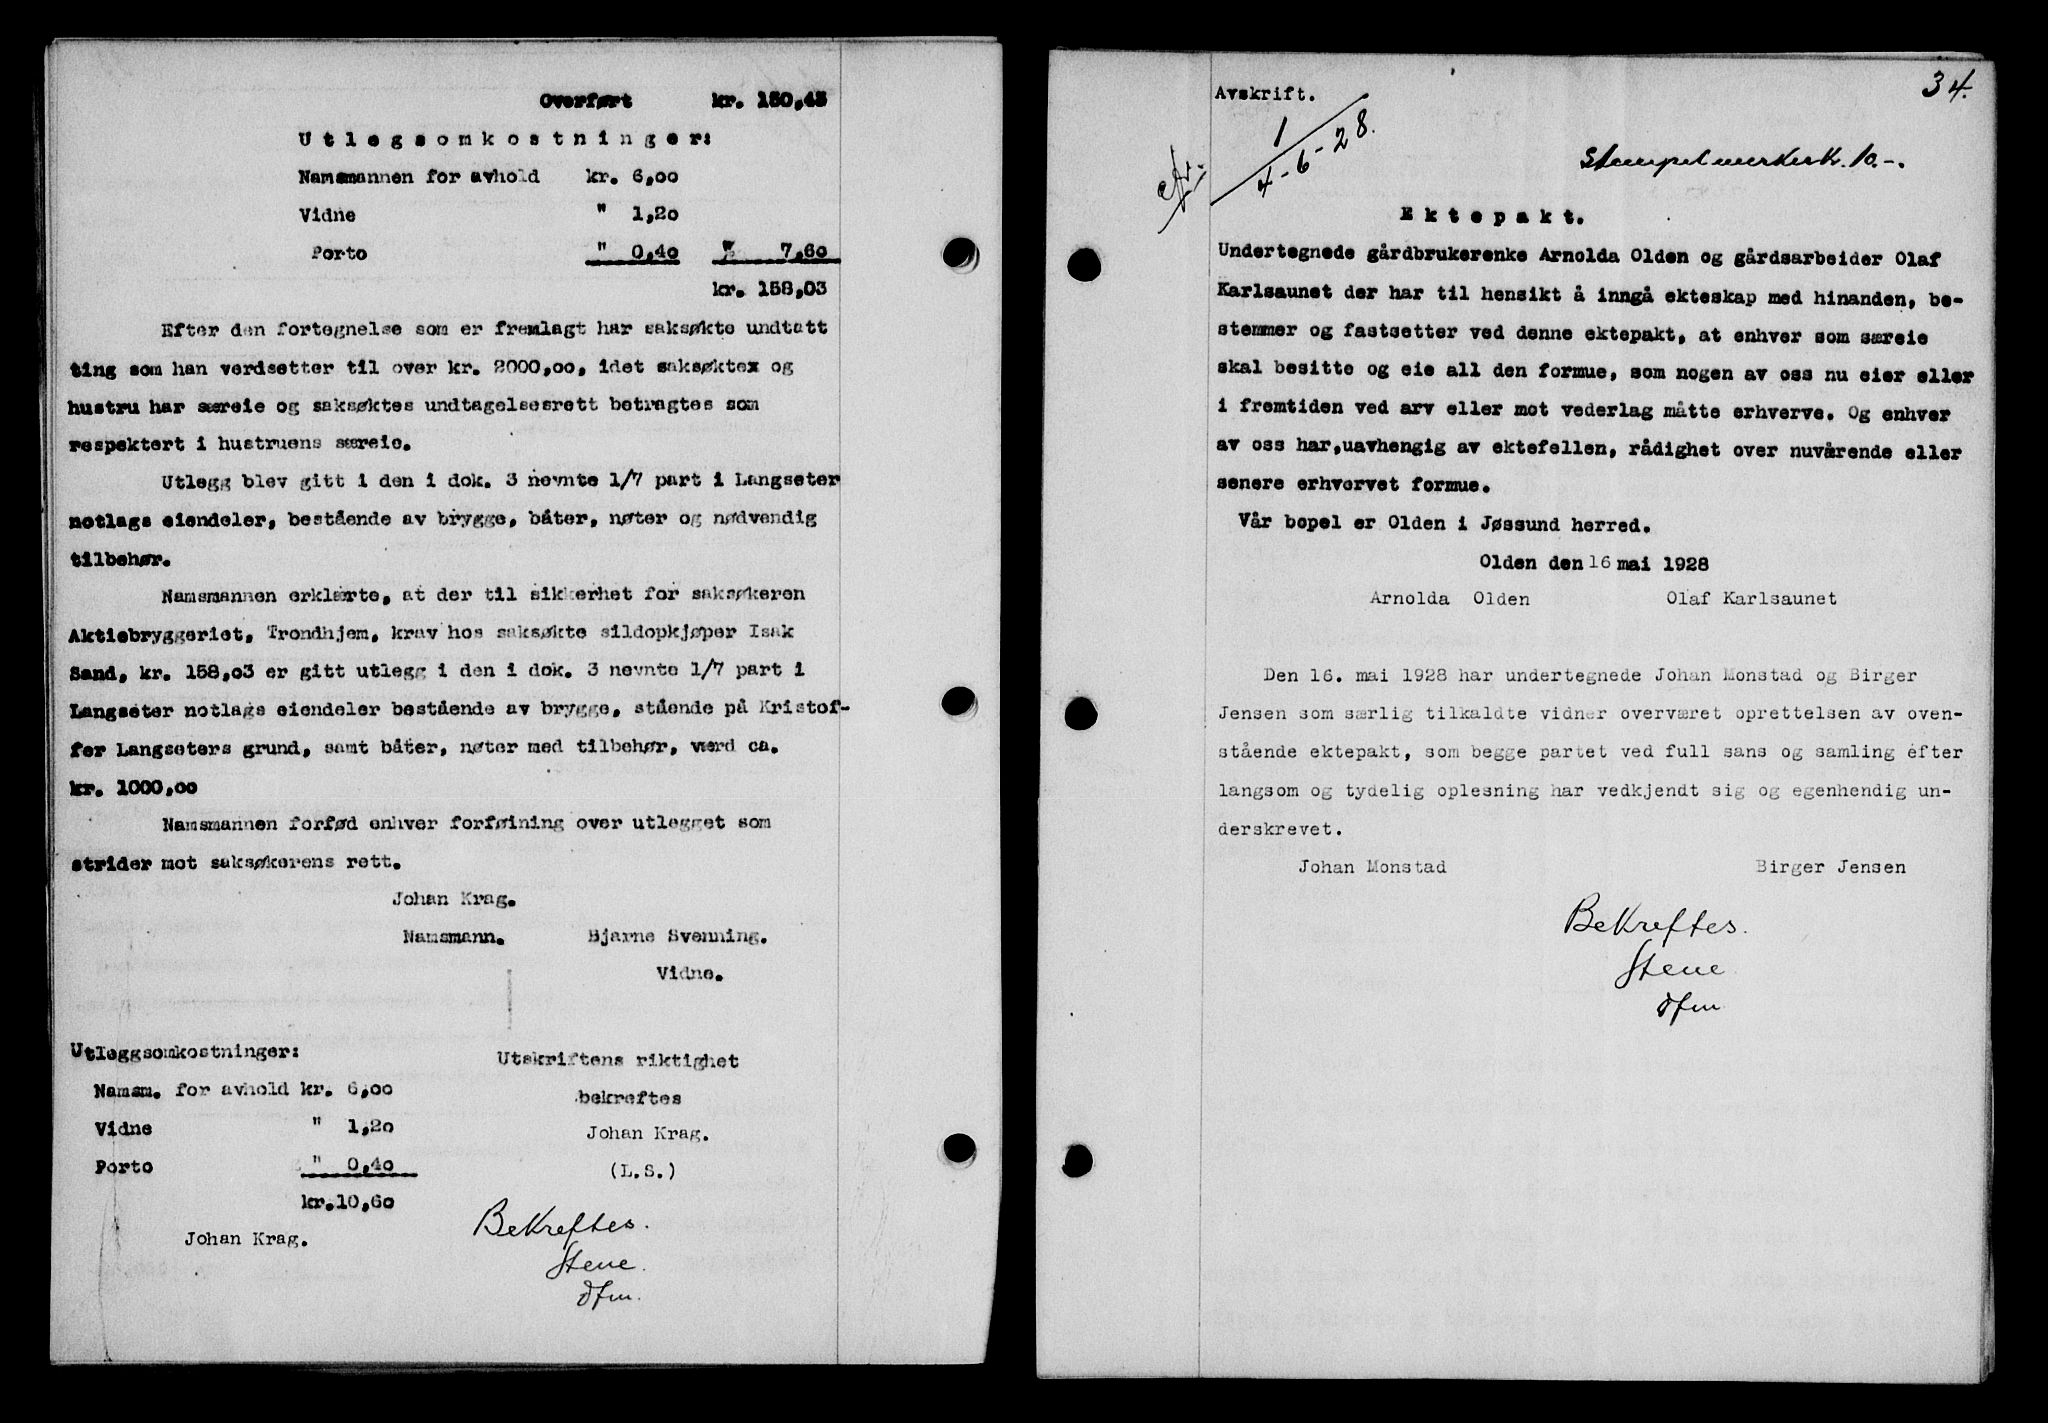 Overført kr. 150,43
Utlegsomkostninger:
Namsmannen for avhold kr. 6,00
Vidne " 1,20
Porto " 0,40 " 7,60
kr. 158,03
Efter den fortegnelse som er fremlagt har saksøkte undtatt
ting som han verdsetter til over kr. 2000,00, idet saksøktex og
hustru har særeie og saksøktes undtagelsesrett betragtes som
respektert i hustruens særeie.
Utlegg blev gitt i den i dok. 3 nevnte 1/7 part i Langseter
notlags eiendeler, bestående av brygge, båter, nøter og nødvendig
tilbehør.
Namsmannen erklærte, at der til sikkerhet for saksøkeren
Aktiebryggeriet, Trondhjem, krav hos saksøkte sildopkjøper Isak
Sand, kr. 158,03 er gitt utlegg i den i dok. 3 nevnte 1/7 part i
Langseter notlags eiendeler bestående av brygge, stående på Kristof-
fer Langseters grund, samt båter, nøter med tilbehør, værd ca.
kr. 1000,00
Namsmannen forfød enhver forføining over utlegget som
strider mot saksøkerens rett.
Johan Krag.
Namsmann. Bjarne Svenning.
Vidne.
Utleggsomkostninger:
Namsm. for avhold kr. 6,00
Vidne " 1,20
Porto " 0,40
kr.10,60
Johan Krag.
Utskriftens riktighet
bekreftes
Johan Krag.
(L.S.)
Bekreftes.
Stene.
dfm.
34.
Avskrift.
1
4-6-28.
Stempelmerker kr. 10.-.
Ektepakt.
Undertegnede gårdbrukerenke Arnolda Olden og gårdsarbeider Olaf
Karlsaunet der har til hensikt å inngå ekteskap med hinanden, be-
stemmer og fastsetter ved denne ektepakt, at enhver som særeie
skal besitte og eie all den formue, som nogen av oss nu eier eller
i fremtiden ved arv eller mot vederlag måtte erhverve. Og enhver
av oss har,uavhengig av ektefellen, rådighet over nuværende eller
senere erhvervet formue.
Vår bopel er Olden i Jøssund herred.
Olden den 16 mai 1928
Arnolda Olden Olaf Karlsaunet
Den 16. mai 1928 har undertegnede Johan Monstad og Birger
Jensen som særlig tilkaldte vidner overværet oprettelsen av oven-
stående ektepakt, som begge partet ved full sans og samling efter
langsom og tydelig oplesning har vedkjendt sig og egenhendig un-
derskrevet.
Johan Monstad Birger Jensen
Bekreftes.
Stene
dfm